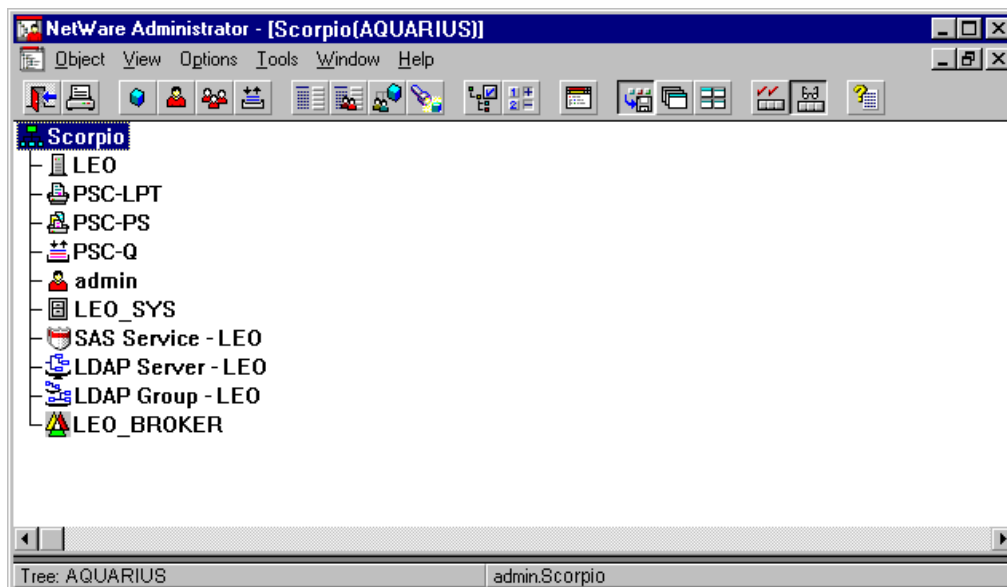 NetWare Administrator - [Scorpio(AQUARIUS)]
Object View Options Tools Window Help
Scorpio
LEO
PSC-LPT
PSC-PS
PSC-Q
admin
LEO_SYS
SAS Service - LEO
LDAP Server - LEO
LDAP Group - LEO
LEO_BROKER
Tree: AQUARIUS admin.Scorpio